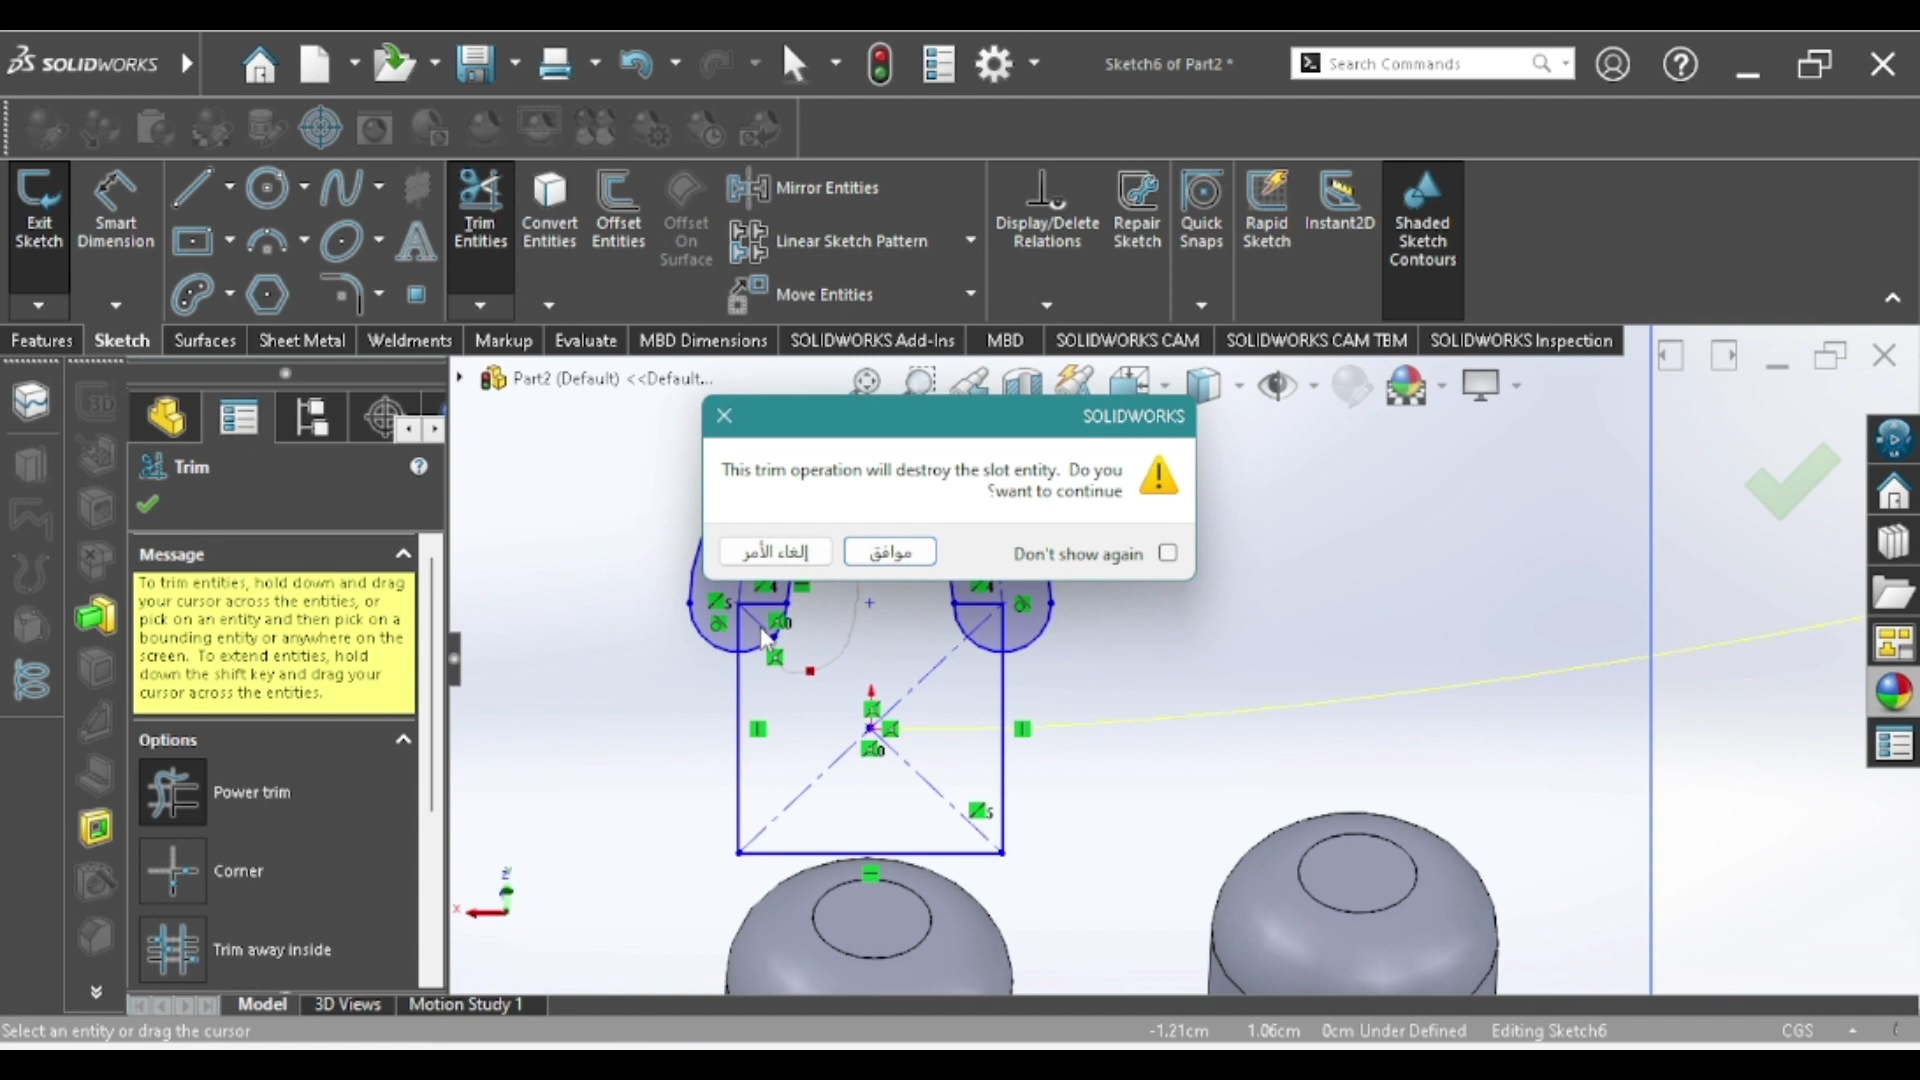 SOLIDWORKS
Sketch6 of Part2 *
Search Commands
Exit Sketch
Smart Dimension
Trim Entities
Convert Entities
Offset Entities
Offset On Surface
Mirror Entities
Linear Sketch Pattern
Move Entities
Display/Delete Relations
Repair Sketch
Quick Snaps
Rapid Sketch
Instant2D
Shaded Sketch Contours
Features
Sketch
Surfaces
Sheet Metal
Weldments
Markup
Evaluate
MBD Dimensions
SOLIDWORKS Add-Ins
MBD
SOLIDWORKS CAM
SOLIDWORKS CAM TBM
SOLIDWORKS Inspection
Part2 (Default) <<Default...
Trim
Message
To trim entities, hold down and drag
your cursor across the entities, or
pick on an entity and then pick on a
bounding entity or anywhere on the
screen. To extend entities, hold
down the shift key and drag your
cursor across the entities.
Options
Power trim
Corner
Trim away inside
SOLIDWORKS
This trim operation will destroy the slot entity. Do you
؟want to continue
إلغاء الأمر
موافق
Don't show again
Model
3D Views
Motion Study 1
Select an entity or drag the cursor
-1.21cm
1.06cm
0cm Under Defined
Editing Sketch6
CGS